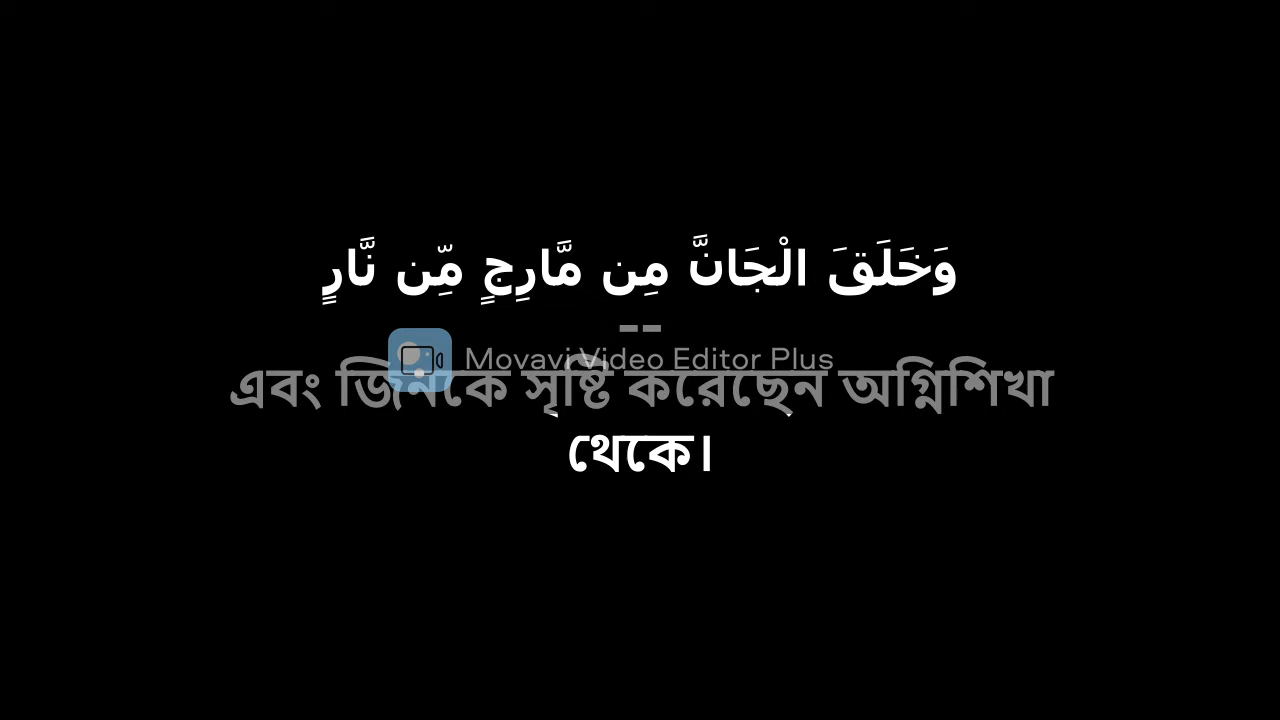 وَخَلَقَ الْجَانَّ مِن مَّارِجٍ مِّن نَّارٍ
--
Movavi Video Editor Plus
এবং জিনকে সৃষ্টি করেছেন অগ্নিশিখা
থেকে।